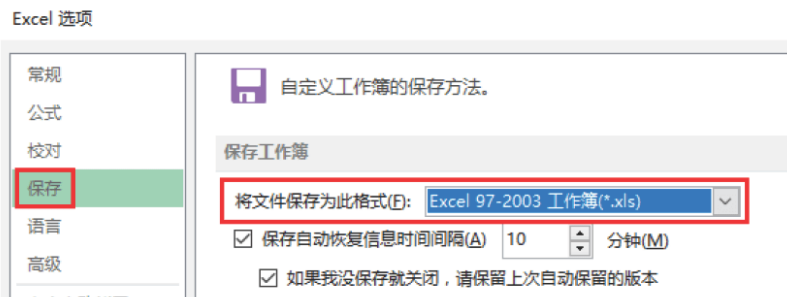 Excel 选项
常规
公式
校对
保存
语言
高级
自定义工作簿的保存方法。
保存工作簿
将文件保存为此格式(F): Excel 97-2003 工作簿(*.xls)
保存自动恢复信息时间间隔(A) 10 分钟(M)
如果我没保存就关闭，请保留上次自动保留的版本